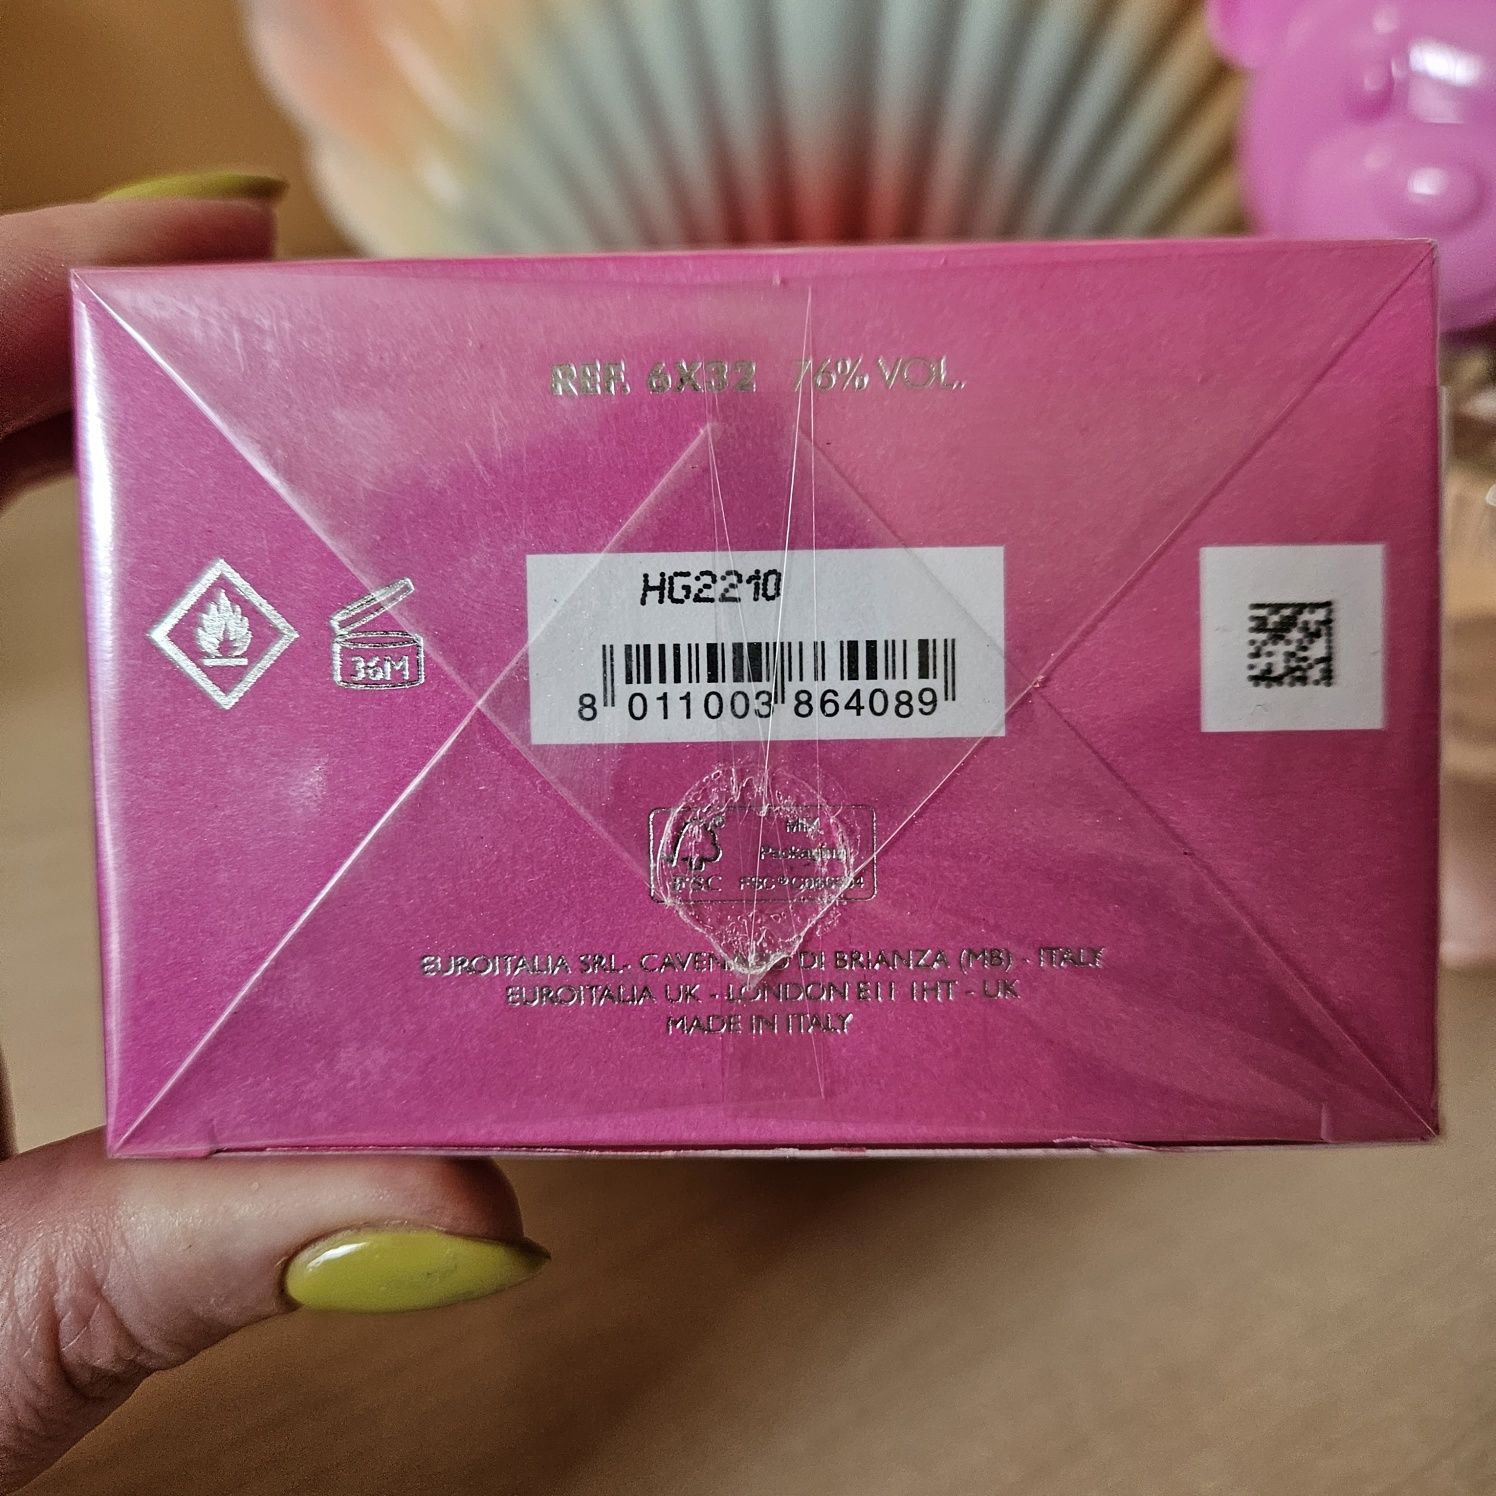 REF. 6X32 76% VOL.
36M
HG2210
8 011003 864089
MIX
Packaging
FSC
EUROITALIA SRL- CAVENAGO DI BRIANZA (MB) - ITALY
EUROITALIA UK - LONDON E11 1HT - UK
MADE IN ITALY